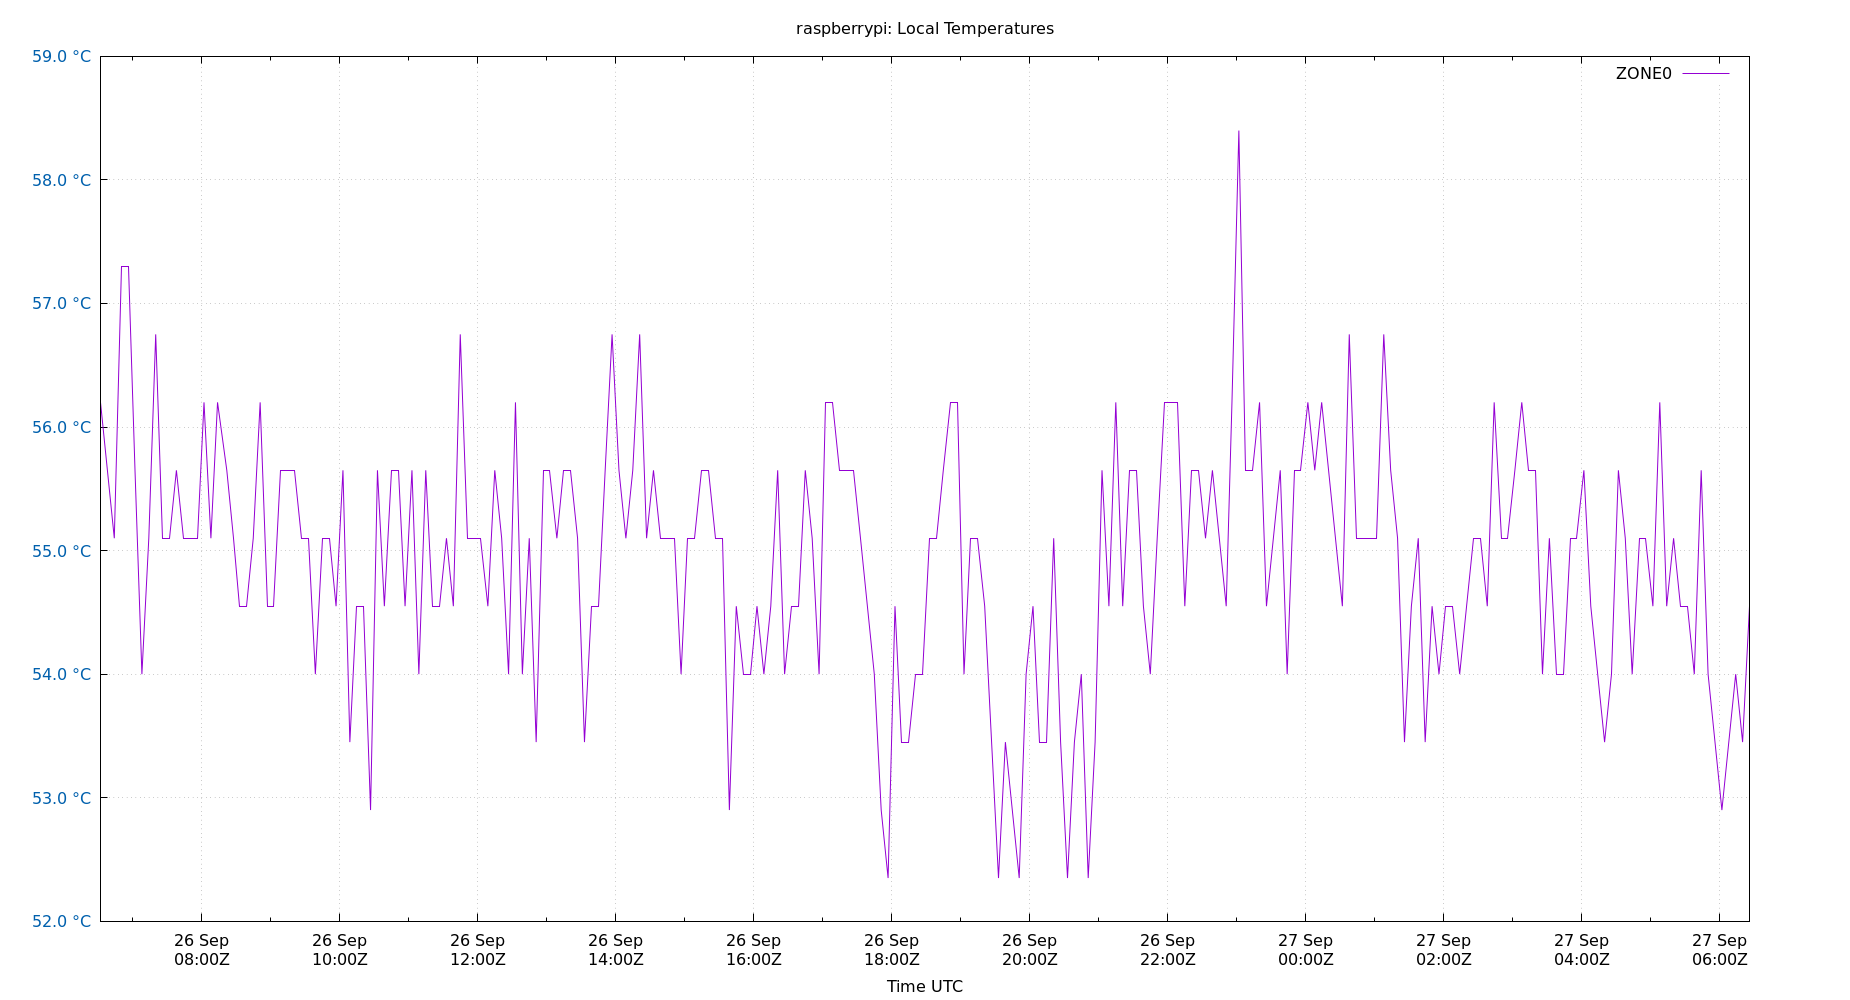 raspberrypi: Local Temperatures
59.0 °C
ZONE0
58.0 °C
57.0 °C
56.0 °C
55.0 °C
54.0 °C
53.0 °C
52.0 °C
26 Sep 26 Sep 26 Sep 26 Sep 26 Sep 26 Sep 26 Sep 26 Sep 27 Sep 27 Sep 27 Sep 27 Sep
08:00Z 10:00Z 12:00Z 14:00Z 16:00Z 18:00Z 20:00Z 22:00Z 00:00Z 02:00Z 04:00Z 06:00Z
Time UTC